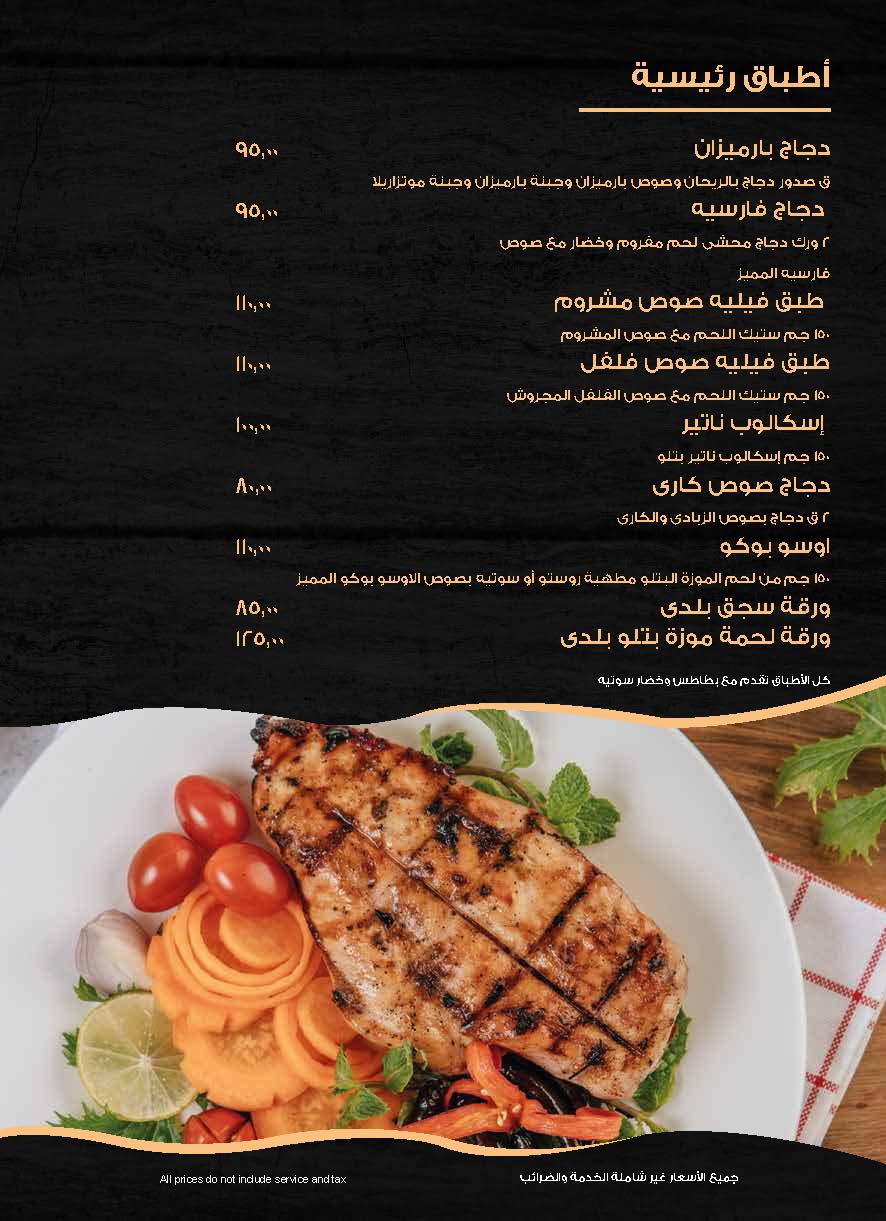 أطباق رئيسية
دجاج بارميزان ٩٥,٠٠
ق صدور دجاج بالريحان وصوص بارميزان وجبنة بارميزان وجبنة موتزاريلا
دجاج فارسيه ٩٥,٠٠
٢ ورك دجاج محشى لحم مفروم وخضار مع صوص
فارسيه المميز
طبق فيليه صوص مشروم ١١٠,٠٠
١٥٠ جم ستيك اللحم مع صوص المشروم
طبق فيليه صوص فلفل ١١٠,٠٠
١٥٠ جم ستيك اللحم مع صوص الفلفل المجروش
إسكالوب ناتير ١٠٠,٠٠
١٥٠ جم إسكالوب ناتير بتلو
دجاج صوص كارى ٨٠,٠٠
٢ ق دجاج بصوص الزبادى والكارى
اوسو بوكو ١١٠,٠٠
١٥٠ جم من لحم الموزة البتلو مطهية روستو أو سوتيه بصوص الاوسو بوكو المميز
ورقة سجق بلدى ٨٥,٠٠
ورقة لحمة موزة بتلو بلدى ١٢٥,٠٠
كل الأطباق تقدم مع بطاطس وخضار سوتيه
جميع الأسعار غير شاملة الخدمة والضرائب
All prices do not include service and tax